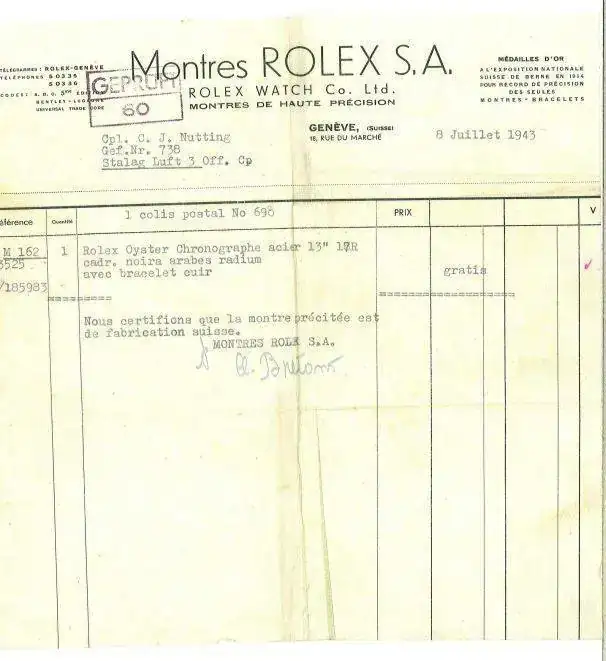 TÉLÉGRAMMES: ROLEX-GENÈVE
TÉLÉPHONES 50335
50336
CODES: A.B.C. 5ME
BENTLEY-
UNIVERSAL TRADE CODE
GEPRÜFT
60
Montres ROLEX S.A.
ROLEX WATCH Co. Ltd.
MONTRES DE HAUTE PRÉCISION
MÉDAILLES D'OR
A L'EXPOSITION NATIONALE
SUISSE DE BERNE EN 1914
POUR RECORD DE PRÉCISION
DES SEULES
MONTRES - BRACELETS
GENÈVE, (SUISSE)
18, RUE DU MARCHÉ
8 Juillet 1943
Cpl. C. J. Nutting
Gef.Nr. 738
Stalag Luft 3 Off. Cp
éférence
Quantité
1 colis postal No 698
PRIX
V
M 162
3525
/185983
1
Rolex Oyster Chronographe acier 13" 17R
cadr. noira arabes radium
avec bracelet cuir
gratis
Nous certifions que la montre précitée est
de fabrication suisse.
MONTRES ROLEX S.A.